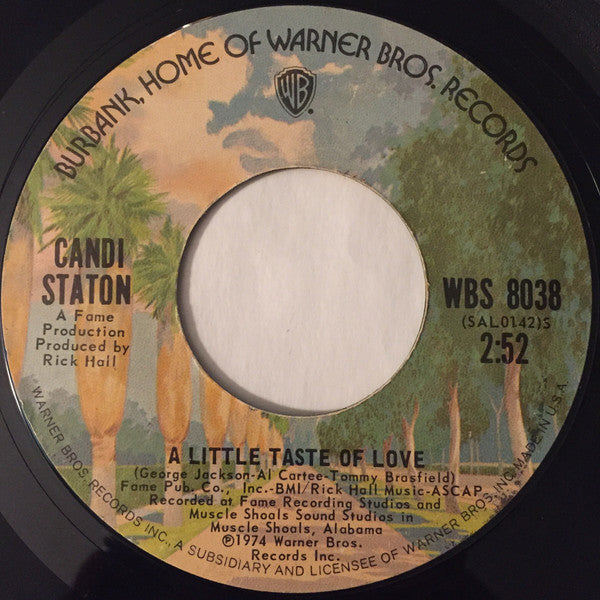 BURBANK, HOME OF WARNER BROS. RECORDS
WB
CANDI
STATON
A Fame
Production
Produced by
Rick Hall
WBS 8038
(SAL0142)S
2:52
A LITTLE TASTE OF LOVE
(George Jackson-Al Cartee-Tommy Brasfield)
Fame Pub. Co., Inc.-BMI/Rick Hall Music-ASCAP
Recorded at Fame Recording Studios and
Muscle Shoals Sound Studios in
Muscle Shoals, Alabama
℗1974 Warner Bros.
Records Inc.
WARNER BROS. RECORDS INC., A SUBSIDIARY AND LICENSEE OF WARNER BROS. INC. MADE IN U.S.A.